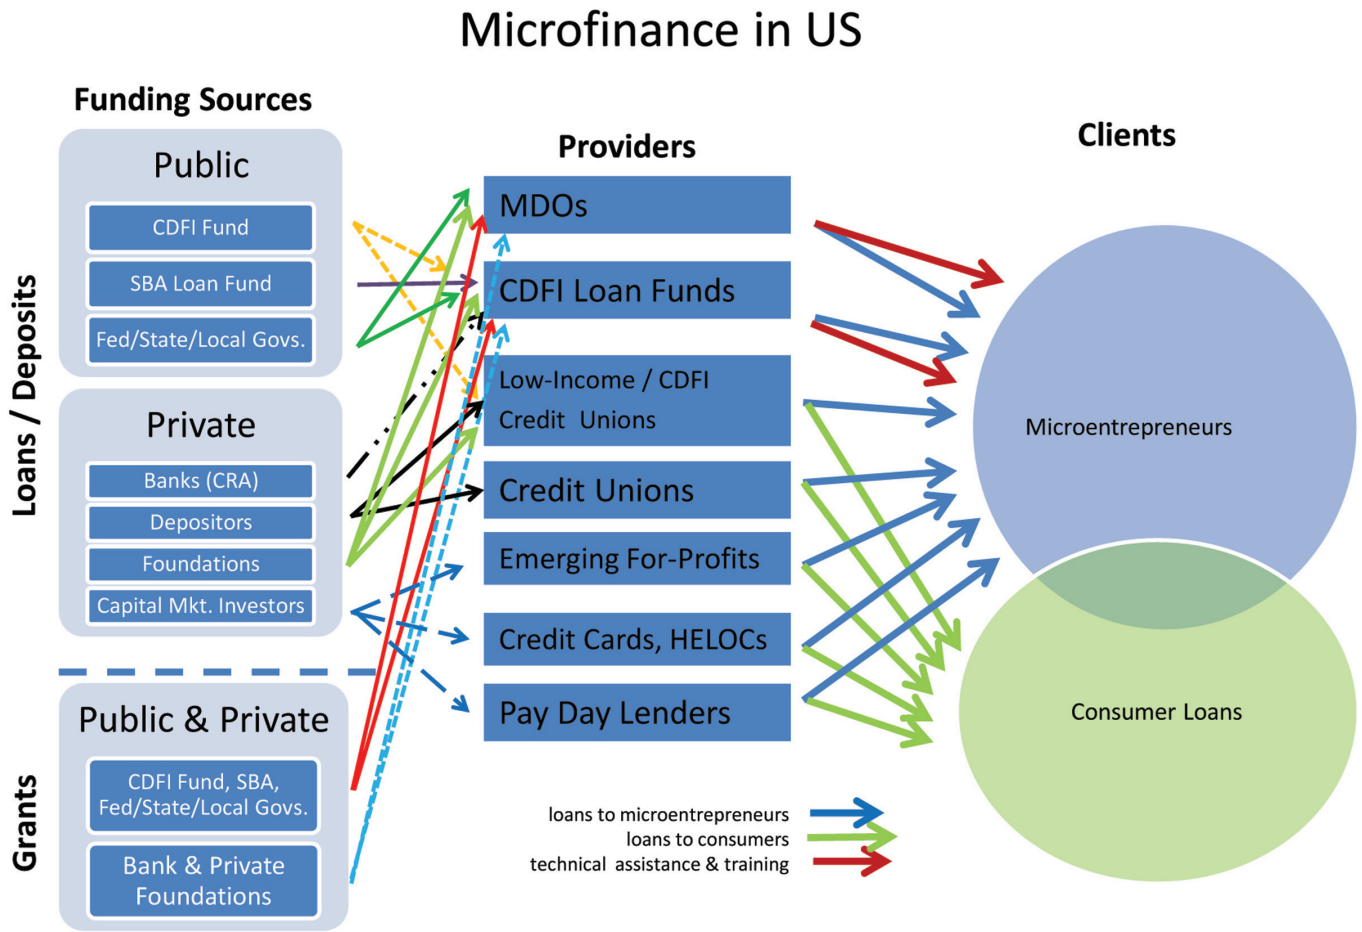 Microfinance in US
Funding Sources
Loans / Deposits
Public
CDFI Fund
SBA Loan Fund
Fed/State/Local Govs.
Private
Banks (CRA)
Depositors
Foundations
Capital Mkt. Investors
Grants
Public & Private
CDFI Fund, SBA,
Fed/State/Local Govs.
Bank & Private
Foundations
Providers
MDOs
CDFI Loan Funds
Low-Income / CDFI
Credit Unions
Credit Unions
Emerging For-Profits
Credit Cards, HELOCs
Pay Day Lenders
loans to microentrepreneurs
loans to consumers
technical assistance & training
Clients
Microentrepreneurs
Consumer Loans